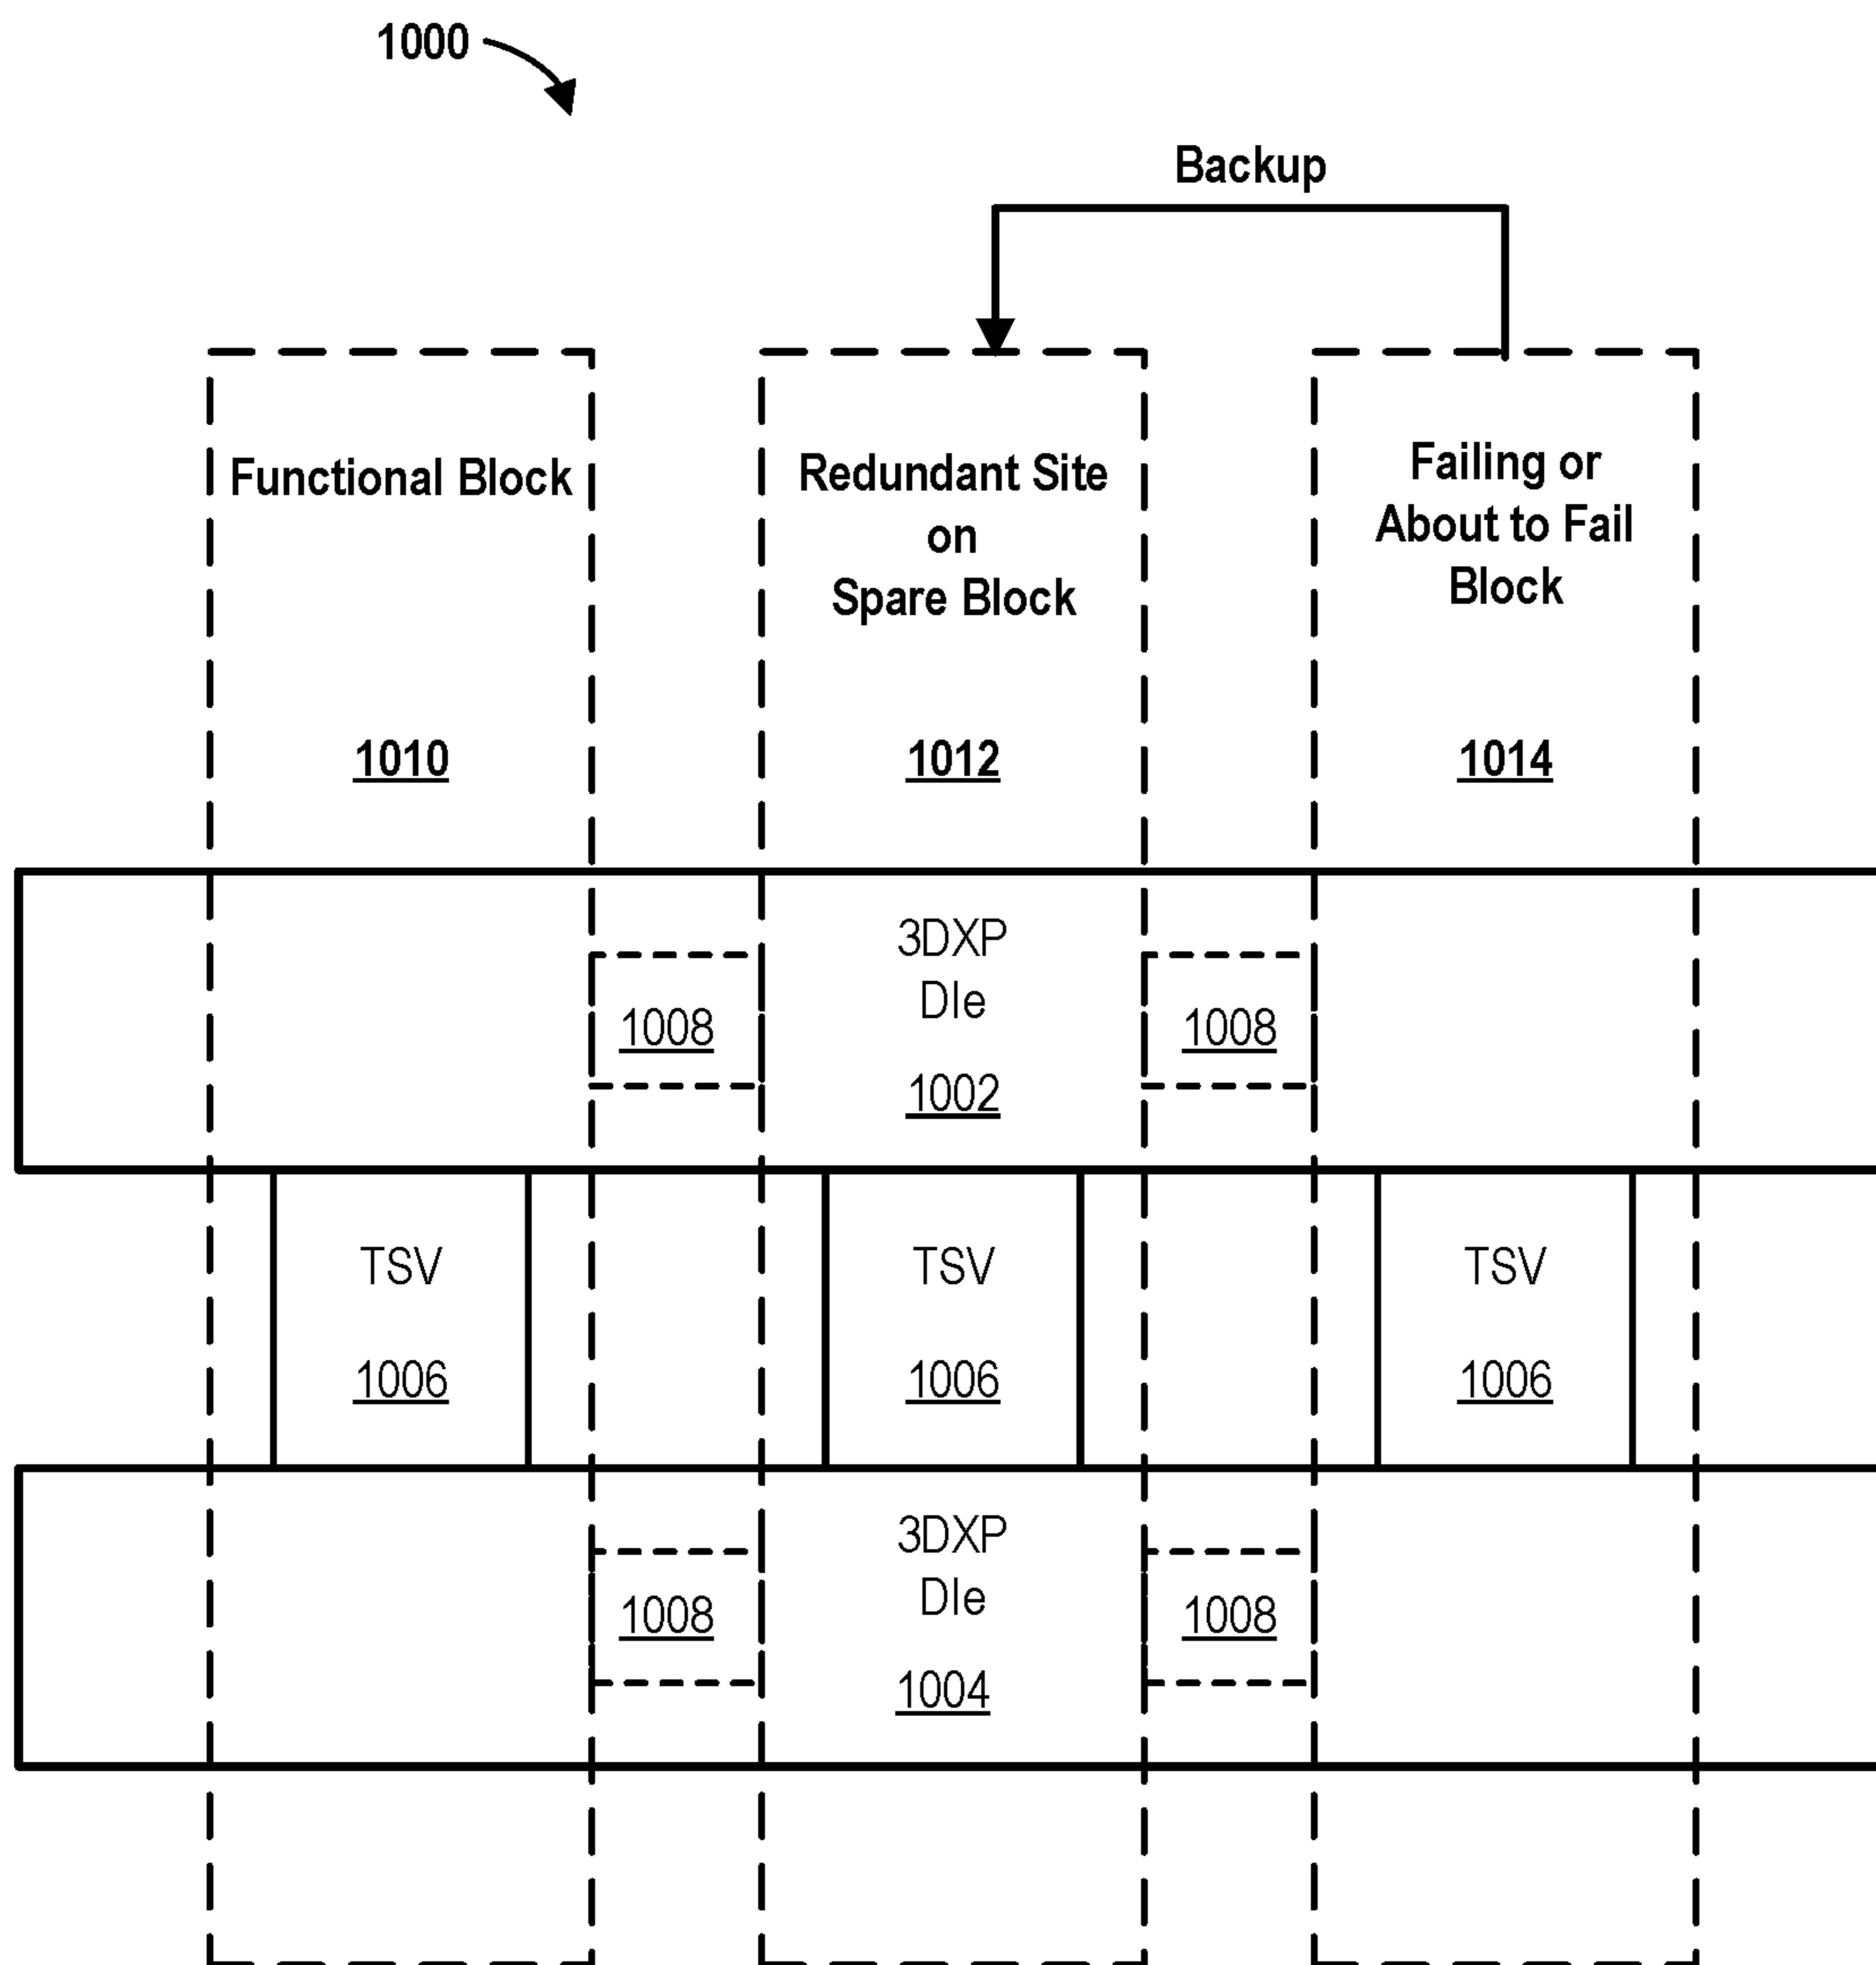 1000
Backup
Functional Block
1010
Redundant Site
on
Spare Block
1012
Failing or
About to Fail
Block
1014
1008
3DXP
DIe
1002
1008
TSV
1006
TSV
1006
TSV
1006
1008
3DXP
DIe
1004
1008